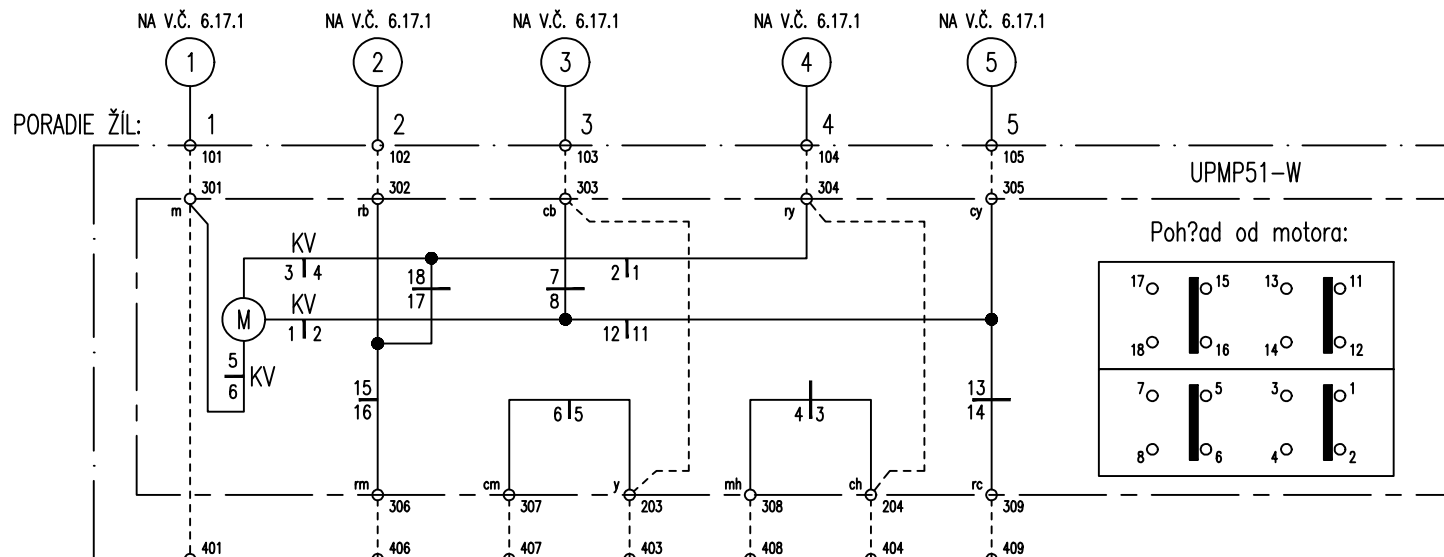 NA V.Č. 6.17.1 NA V.Č. 6.17.1 NA V.Č. 6.17.1 NA V.Č. 6.17.1 NA V.Č. 6.17.1
1 2 3 4 5
PORADIE ŽÍL: 1 2 3 4 5
101 102 103 104 105
UPMP51-W
301 302 303 304 305
m rb cb ry cy
Poh?ad od motora:
KV
3 4 18 17 7 8 2 1
17 15 13 11
M KV
1 2 12 11
18 16 14 12
5 6 KV
15 16 6 5 4 3 13 14
7 5 3 1
8 6 4 2
rm cm y mh ch rc
306 307 203 308 204 309
401 406 407 403 408 404 409